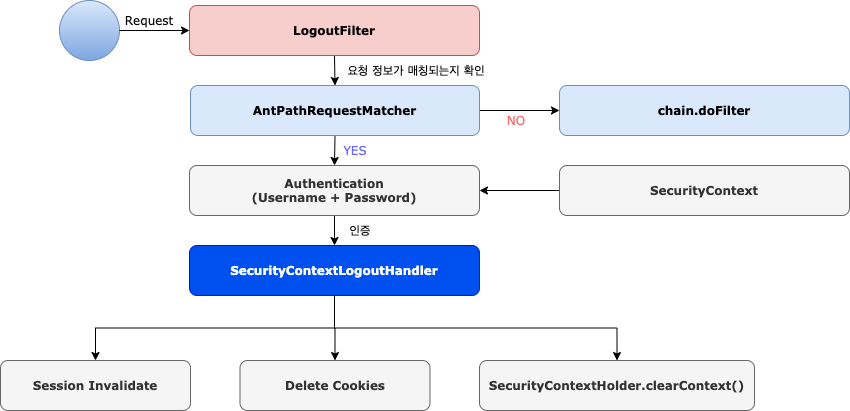 Request
LogoutFilter
요청 정보가 매칭되는지 확인
AntPathRequestMatcher
NO
chain.doFilter
YES
Authentication
(Username + Password)
SecurityContext
인증
SecurityContextLogoutHandler
Session Invalidate
Delete Cookies
SecurityContextHolder.clearContext()